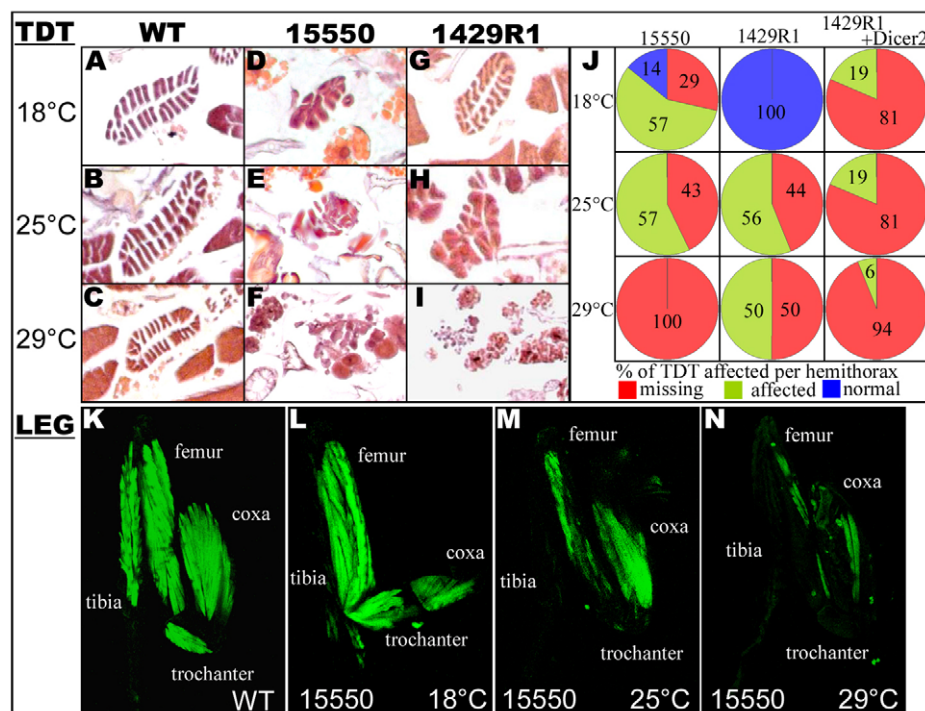 TDT WT 15550 1429R1
15550 1429R1 1429R1
+Dicer2
A D G J
18°C
18°C
14 29 57
100
19 81
B E H
25°C
25°C
43 57
44 56
19 81
C F I
29°C
29°C
100
50 50
6 94
% of TDT affected per hemithorax
missing affected normal
LEG
K L M N
femur femur femur femur
coxa coxa coxa coxa
tibia tibia tibia tibia
trochanter trochanter trochanter trochanter
WT 15550 18°C 15550 25°C 15550 29°C